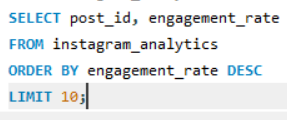 SELECT post_id, engagement_rate
FROM instagram_analytics
ORDER BY engagement_rate DESC
LIMIT 10;